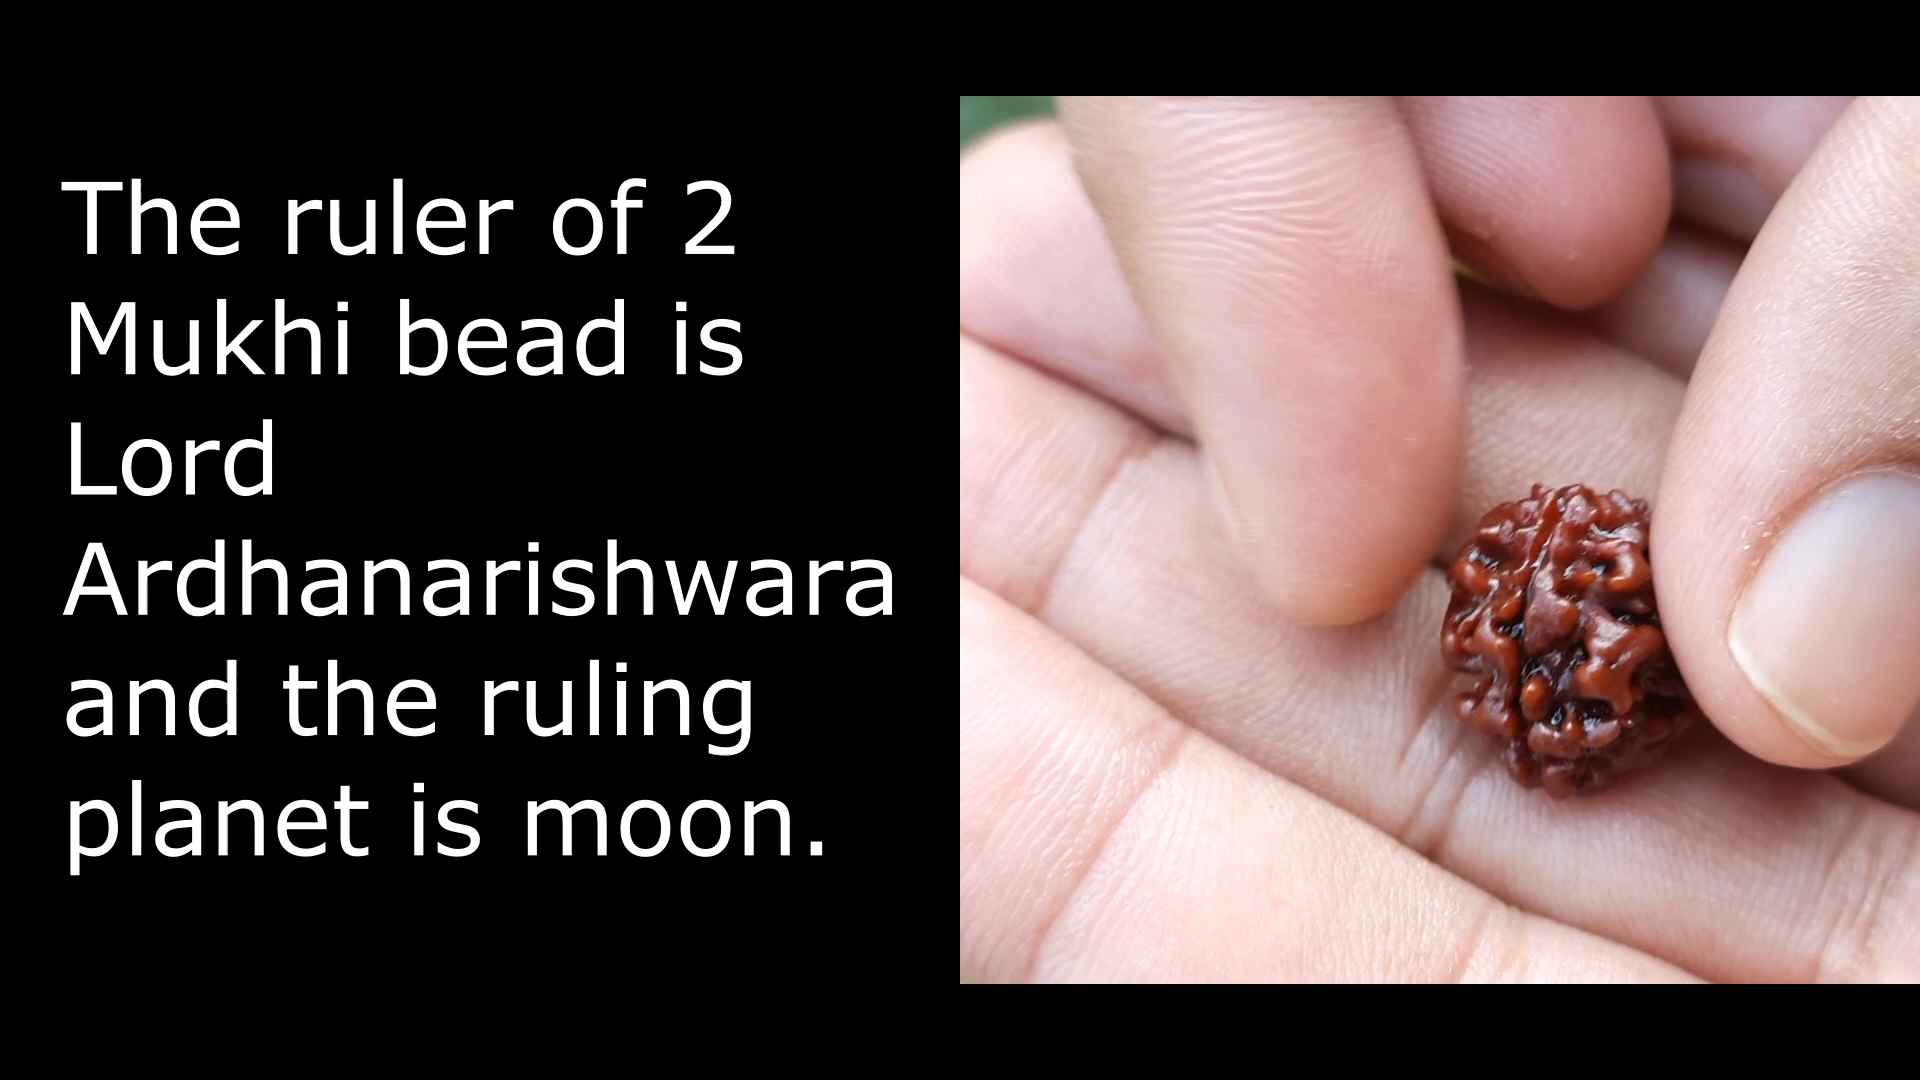 The ruler of 2
Mukhi bead is
Lord
Ardhanarishwara
and the ruling
planet is moon.